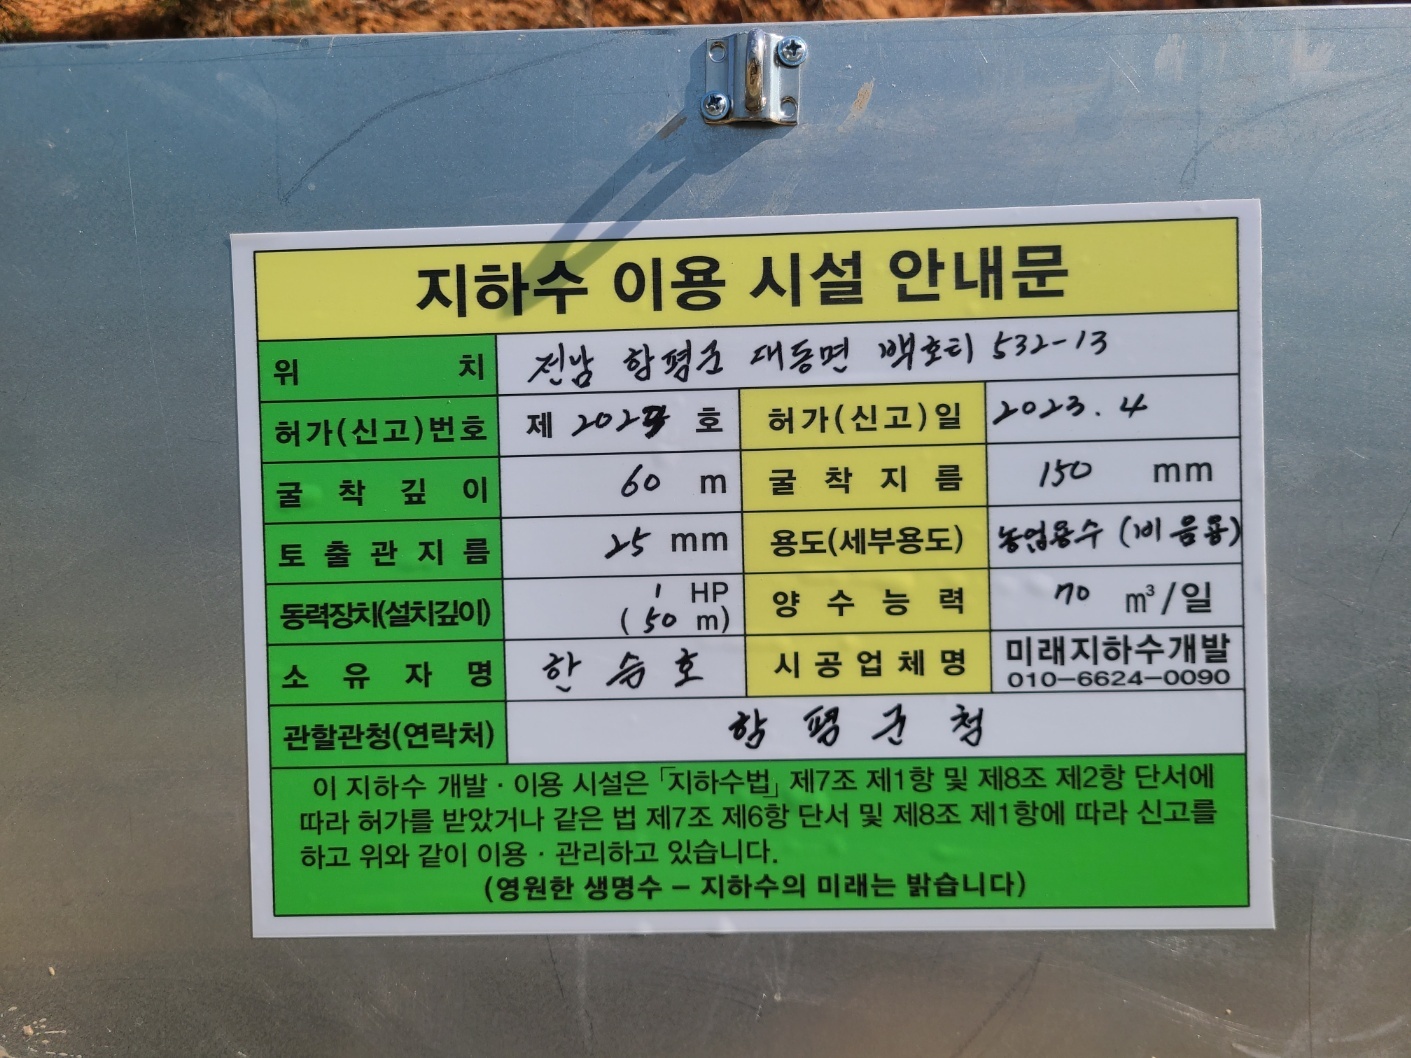 지하수 이용 시설 안내문
위 치 전남 함평군 대동면 백호리 532-13
허가(신고)번호 제 2023 호 허가(신고)일 2023. 4
굴착깊이 60 m 굴착지름 150 mm
토출관지름 25 mm 용도(세부용도) 농업용수 (비음용)
동력장치(설치깊이) 1 HP (50 m) 양수능력 70 m³/일
소유자명 한승호 시공업체명 미래지하수개발 010-6624-0090
관할관청(연락처) 함평군청
이 지하수 개발·이용 시설은 「지하수법」 제7조 제1항 및 제8조 제2항 단서에
따라 허가를 받았거나 같은 법 제7조 제6항 단서 및 제8조 제1항에 따라 신고를
하고 위와 같이 이용·관리하고 있습니다.
(영원한 생명수 – 지하수의 미래는 밝습니다)